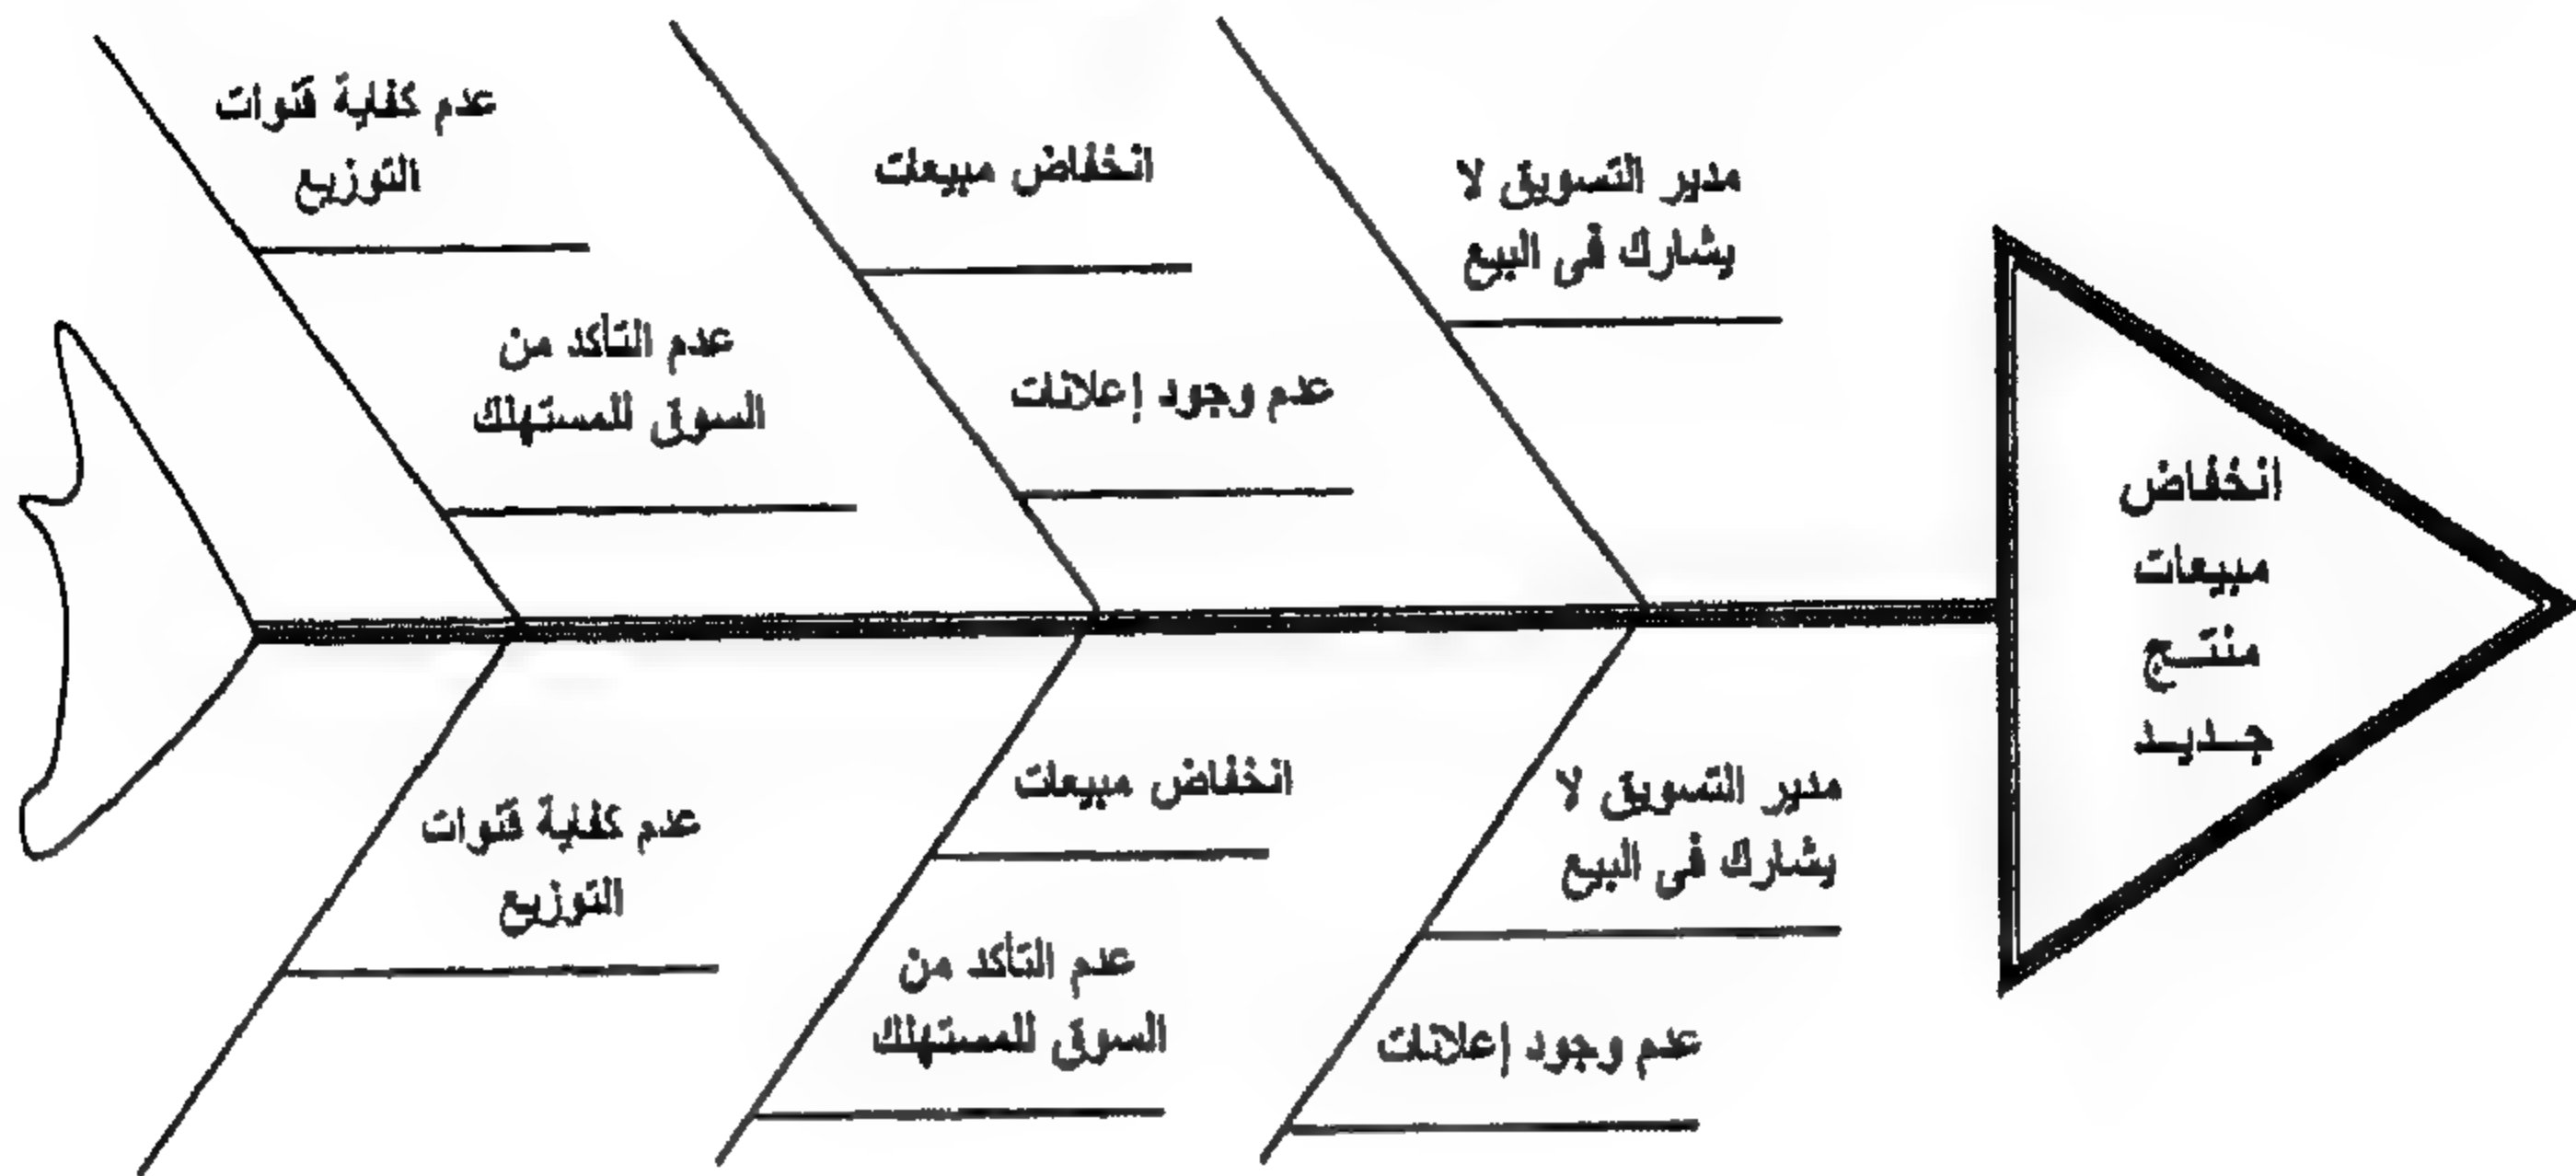 عدم كفاية قنوات
التوزيع
عدم التأكد من
السوق للمستهلك
انخفاض مبيعات
عدم وجود إعلانات
مدير التسويق لا
يشارك فى البيع
انخفاض
مبيعات
منتج
جديد
عدم كفاية قنوات
التوزيع
انخفاض مبيعات
عدم التأكد من
السوق للمستهلك
مدير التسويق لا
يشارك فى البيع
عدم وجود إعلانات